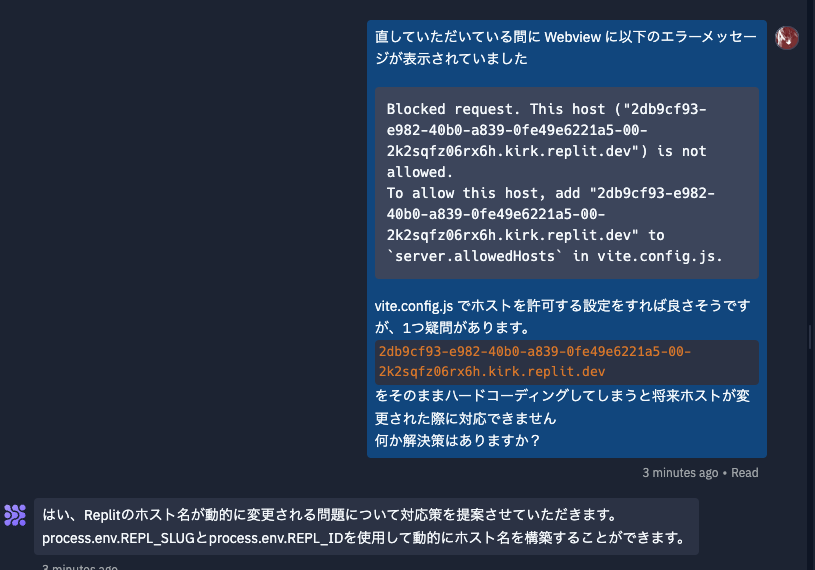 直していただいている間に Webview に以下のエラーメッセー
ジが表示されていました
Blocked request. This host ("2db9cf93-
e982-40b0-a839-0fe49e6221a5-00-
2k2sqfz06rx6h.kirk.replit.dev") is not
allowed.
To allow this host, add "2db9cf93-e982-
40b0-a839-0fe49e6221a5-00-
2k2sqfz06rx6h.kirk.replit.dev" to
`server.allowedHosts` in vite.config.js.
vite.config.js でホストを許可する設定をすれば良さそうです
が、1つ疑問があります。
2db9cf93-e982-40b0-a839-0fe49e6221a5-00-
2k2sqfz06rx6h.kirk.replit.dev
をそのままハードコーディングしてしまうと将来ホストが変
更された際に対応できません
何か解決策はありますか？
3 minutes ago • Read
はい、Replitのホスト名が動的に変更される問題について対応策を提案させていただきます。
process.env.REPL_SLUGとprocess.env.REPL_IDを使用して動的にホスト名を構築することができます。
3 minutes ago